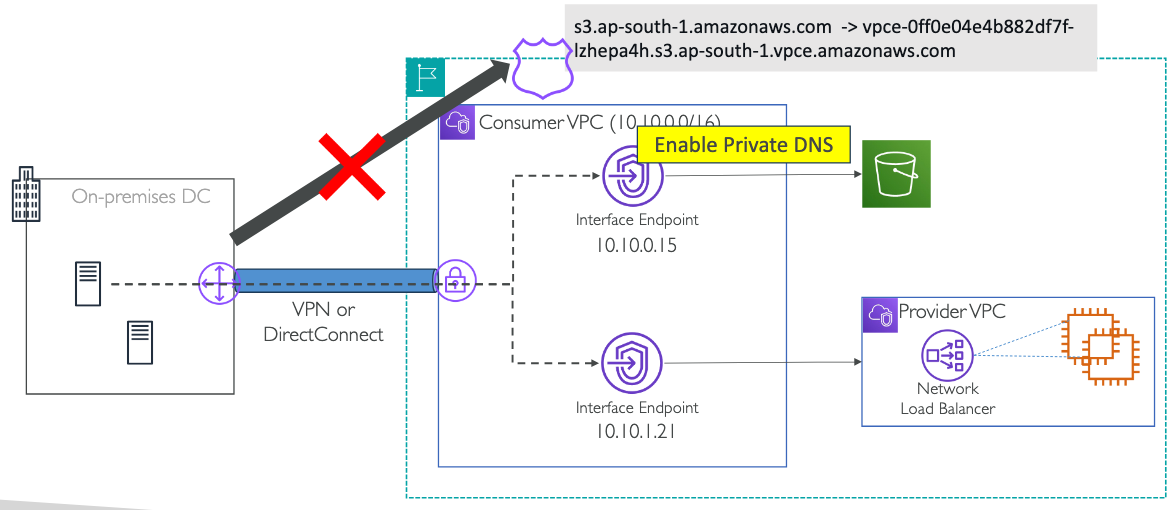 s3.ap-south-1.amazonaws.com -> vpce-0ff0e04e4b882df7f-
lzhepa4h.s3.ap-south-1.vpce.amazonaws.com
Consumer VPC (10.10.0.0/16)
Enable Private DNS
On-premises DC
Interface Endpoint
10.10.0.15
VPN or
DirectConnect
Provider VPC
Network
Load Balancer
Interface Endpoint
10.10.1.21